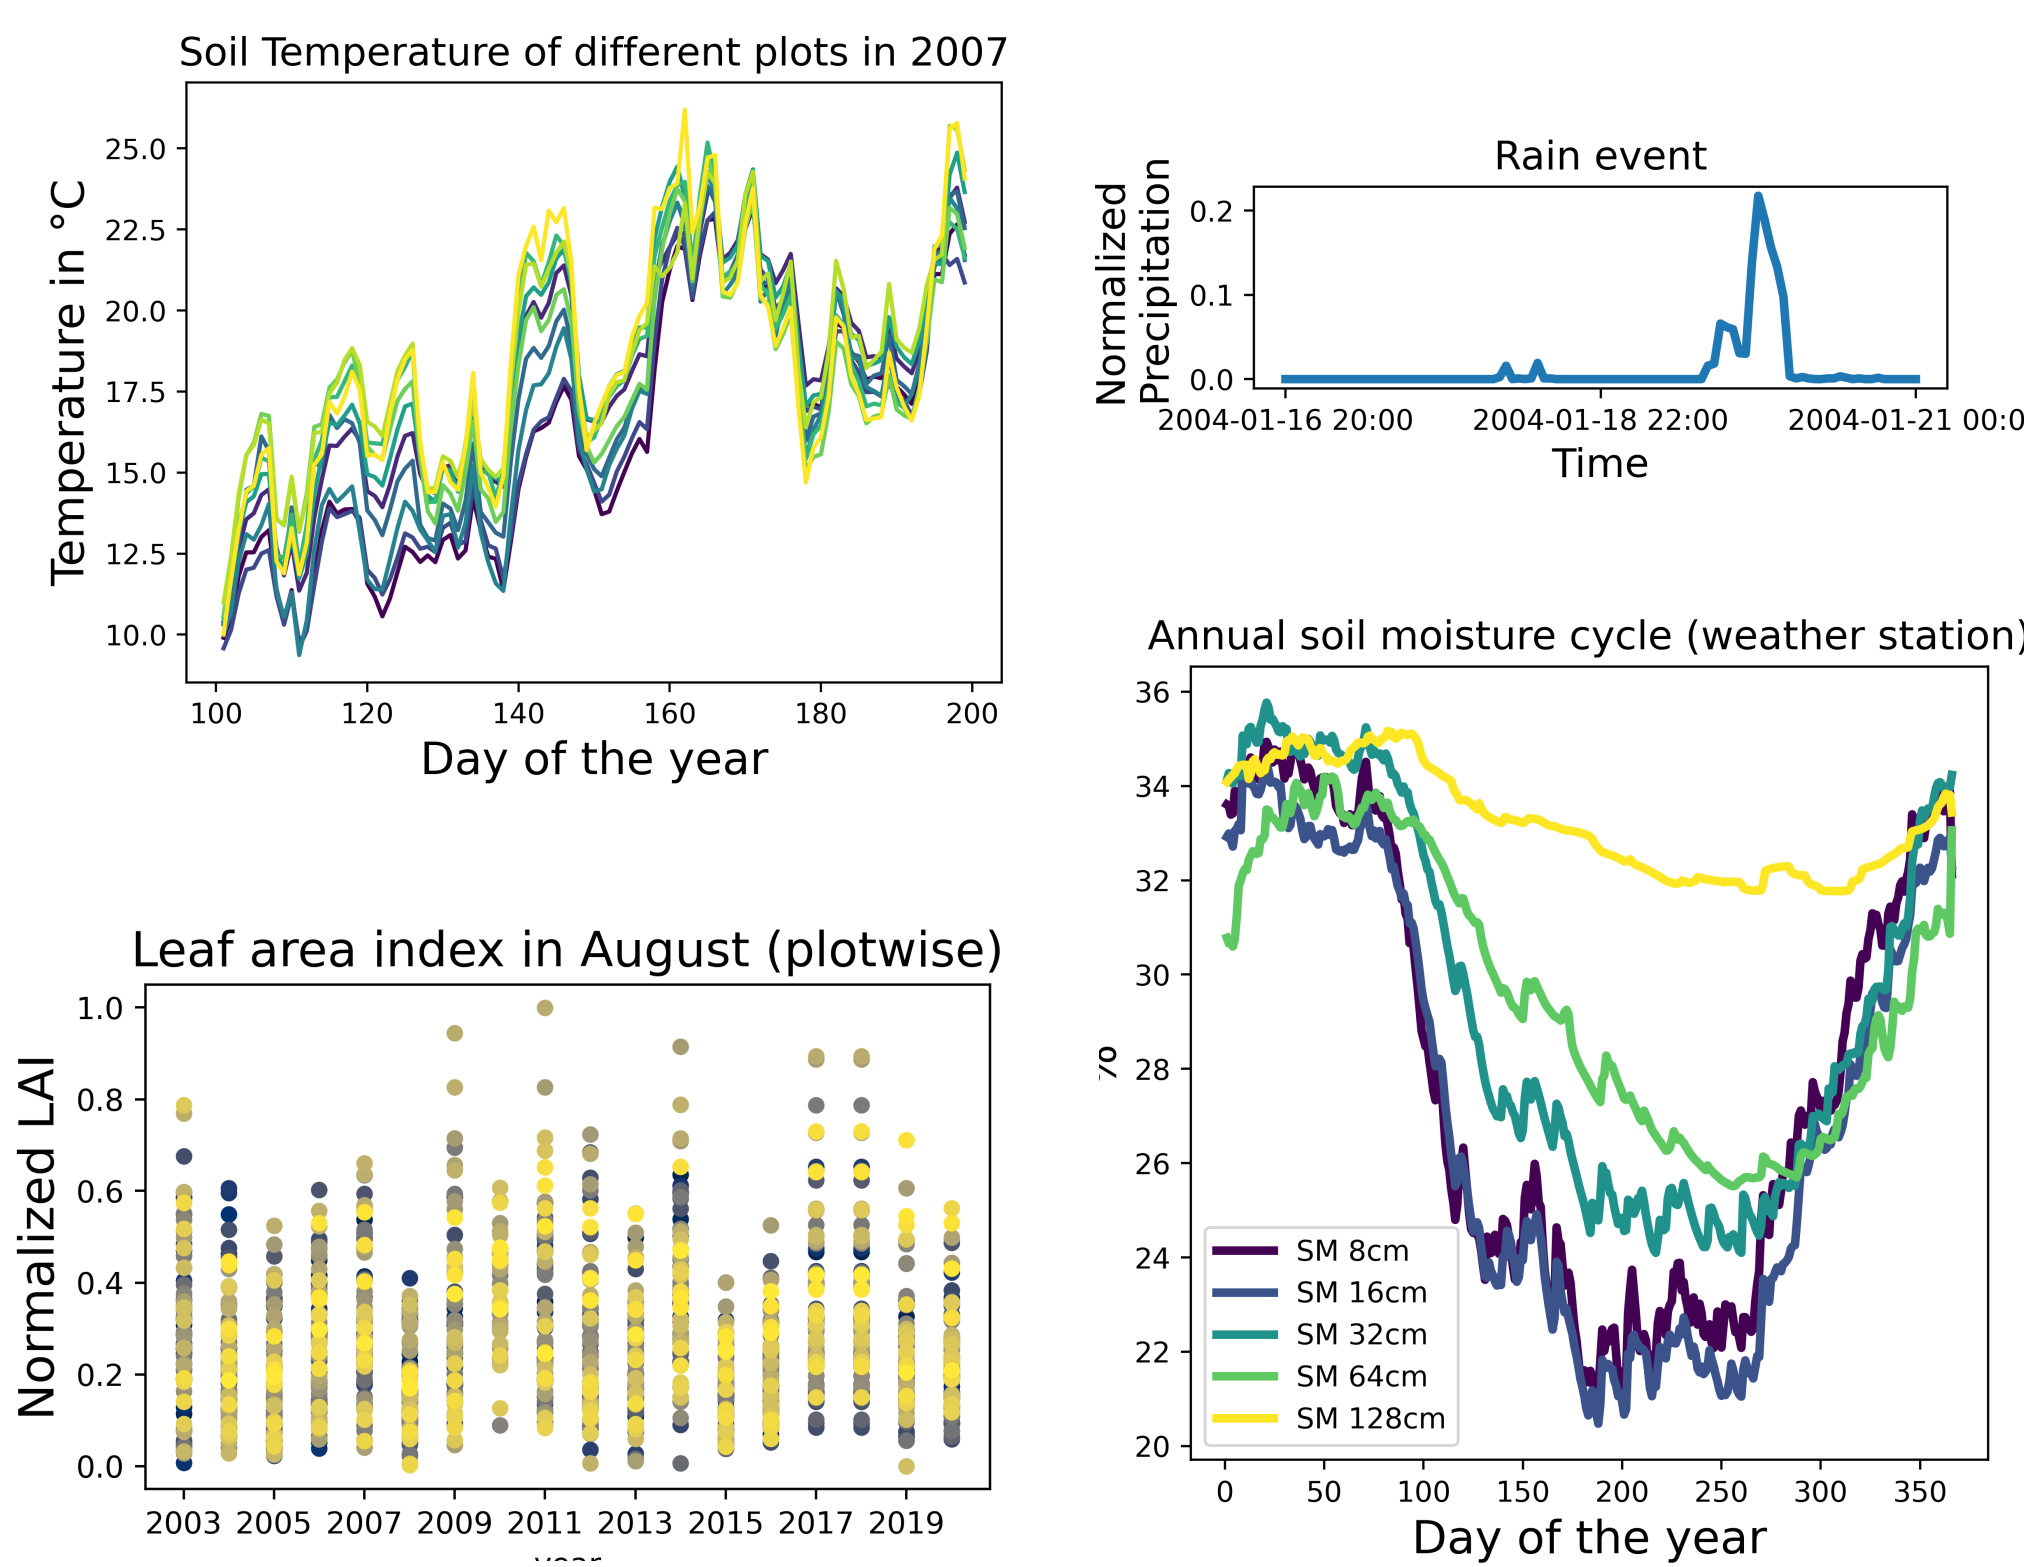 Soil Temperature of different plots in 2007
Temperature in °C
25.0
22.5
20.0
17.5
15.0
12.5
10.0
100 120 140 160 180 200
Day of the year
Rain event
Normalized
Precipitation
0.2
0.1
0.0
2004-01-16 20:00 2004-01-18 22:00 2004-01-21 00:0
Time
Leaf area index in August (plotwise)
Normalized LAI
1.0
0.8
0.6
0.4
0.2
0.0
2003 2005 2007 2009 2011 2013 2015 2017 2019
year
Annual soil moisture cycle (weather station)
%
36
34
32
30
28
26
24
22
20
SM 8cm
SM 16cm
SM 32cm
SM 64cm
SM 128cm
0 50 100 150 200 250 300 350
Day of the year